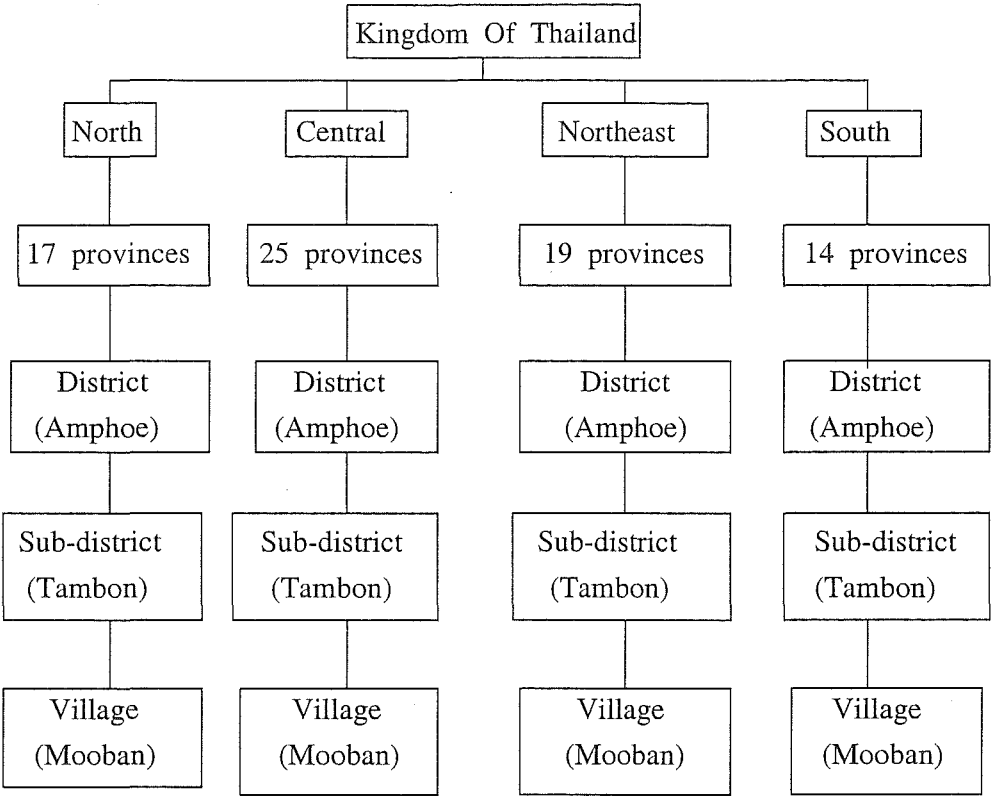 Kingdom Of Thailand
North
Central
Northeast
South
17 provinces
25 provinces
19 provinces
14 provinces
District
(Amphoe)
District
(Amphoe)
District
(Amphoe)
District
(Amphoe)
Sub-district
(Tambon)
Sub-district
(Tambon)
Sub-district
(Tambon)
Sub-district
(Tambon)
Village
(Mooban)
Village
(Mooban)
Village
(Mooban)
Village
(Mooban)